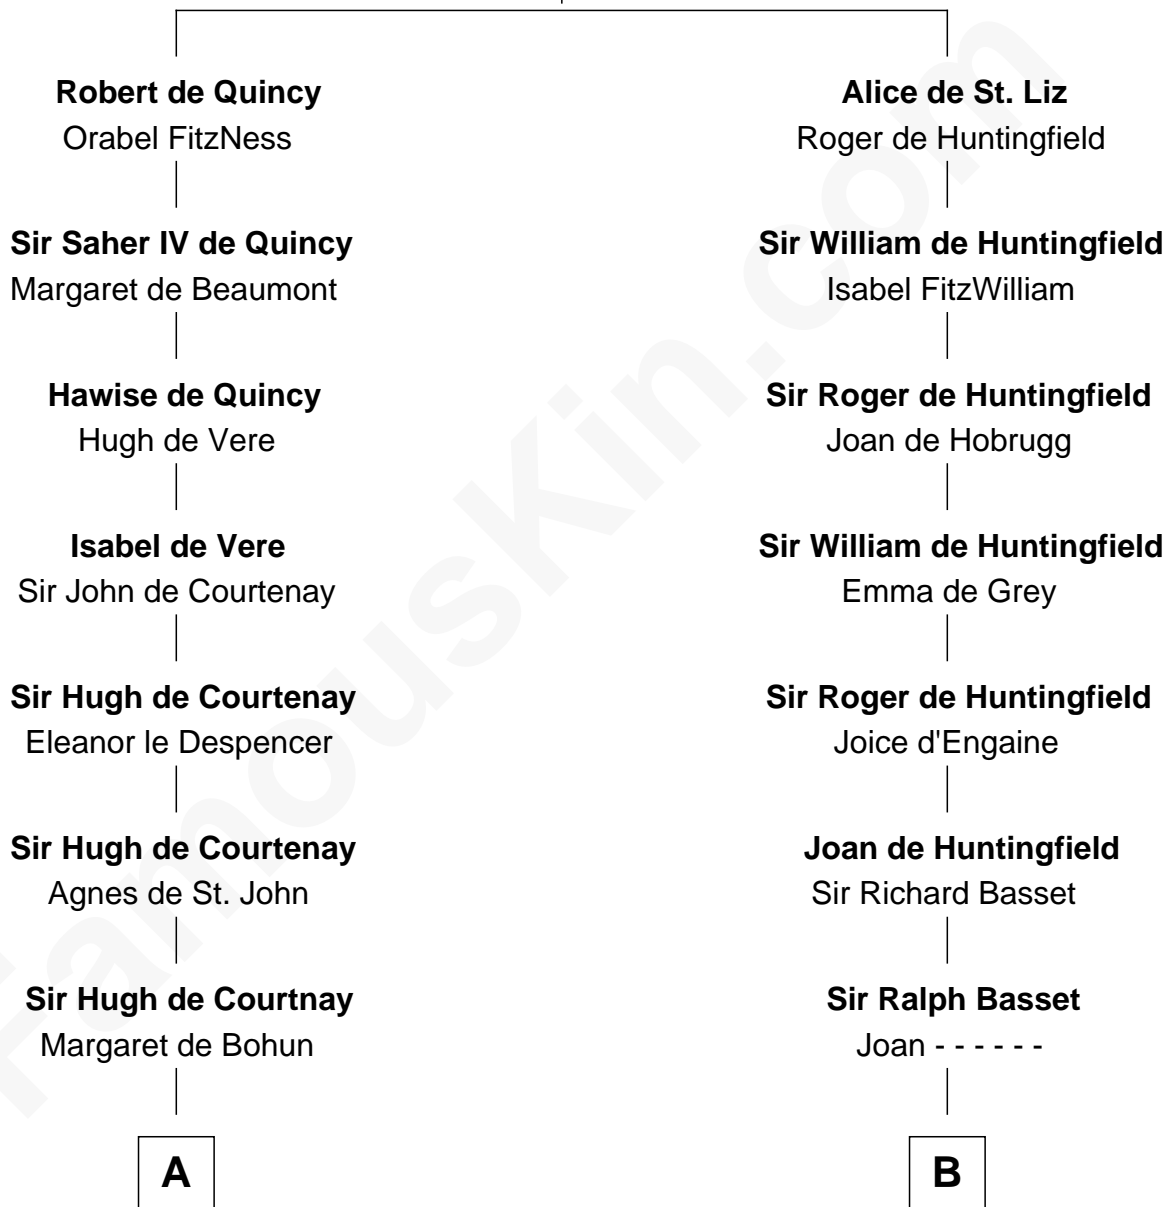 Robert de Quincy
Orabel FitzNess
Alice de St. Liz
Roger de Huntingfield
Sir Saher IV de Quincy
Margaret de Beaumont
Sir William de Huntingfield
Isabel FitzWilliam
Hawise de Quincy
Hugh de Vere
Sir Roger de Huntingfield
Joan de Hobrugg
Isabel de Vere
Sir John de Courtenay
Sir William de Huntingfield
Emma de Grey
Sir Hugh de Courtenay
Eleanor le Despencer
Sir Roger de Huntingfield
Joice d'Engaine
Sir Hugh de Courtenay
Agnes de St. John
Joan de Huntingfield
Sir Richard Basset
Sir Hugh de Courtnay
Margaret de Bohun
Sir Ralph Basset
Joan - - - - - -
A
B
FamousKin.com